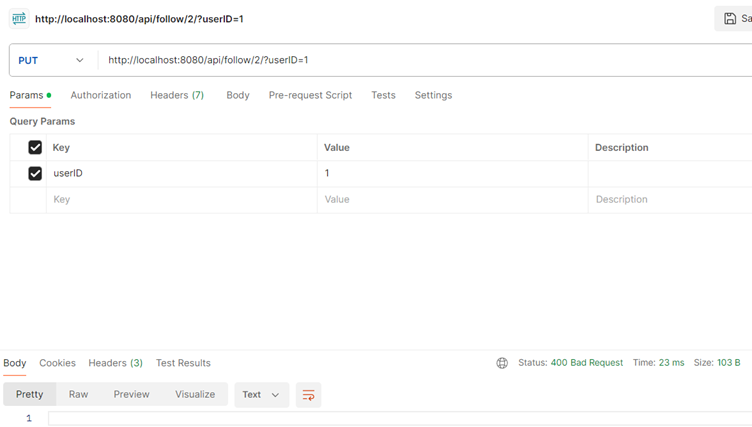 HTTP http://localhost:8080/api/follow/2/?userID=1 Sa
PUT http://localhost:8080/api/follow/2/?userID=1
Params Authorization Headers (7) Body Pre-request Script Tests Settings
Query Params
Key Value Description
userID 1
Key Value Description
Body Cookies Headers (3) Test Results Status: 400 Bad Request Time: 23 ms Size: 103 B
Pretty Raw Preview Visualize Text
1